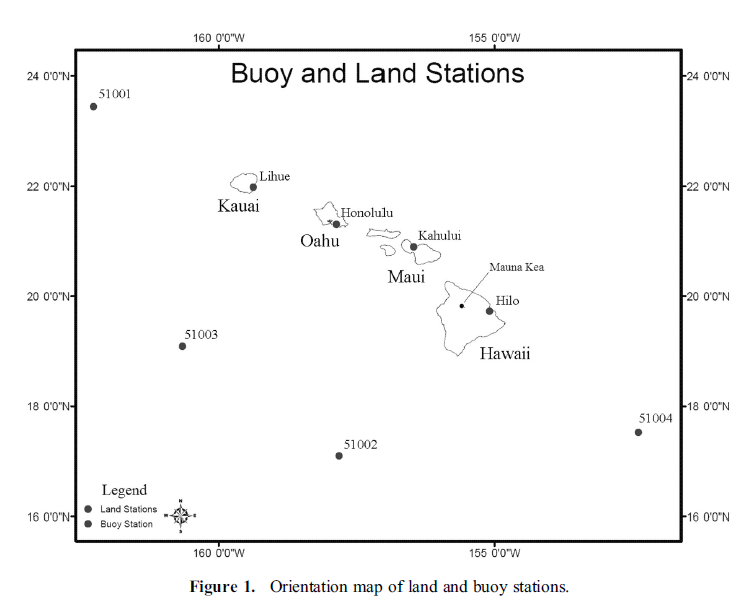 160 0'0"W 155 0'0"W
Buoy and Land Stations
24 0'0"N 24 0'0"N
51001
Lihue
22 0'0"N 22 0'0"N
Kauai
Honolulu
Oahu
Kahului
Maui
Mauna Kea
20 0'0"N 20 0'0"N
Hilo
51003
Hawaii
18 0'0"N 18 0'0"N
51004
51002
Legend
Land Stations
Buoy Station
N
W E
S
16 0'0"N 16 0'0"N
160 0'0"W 155 0'0"W
Figure 1. Orientation map of land and buoy stations.